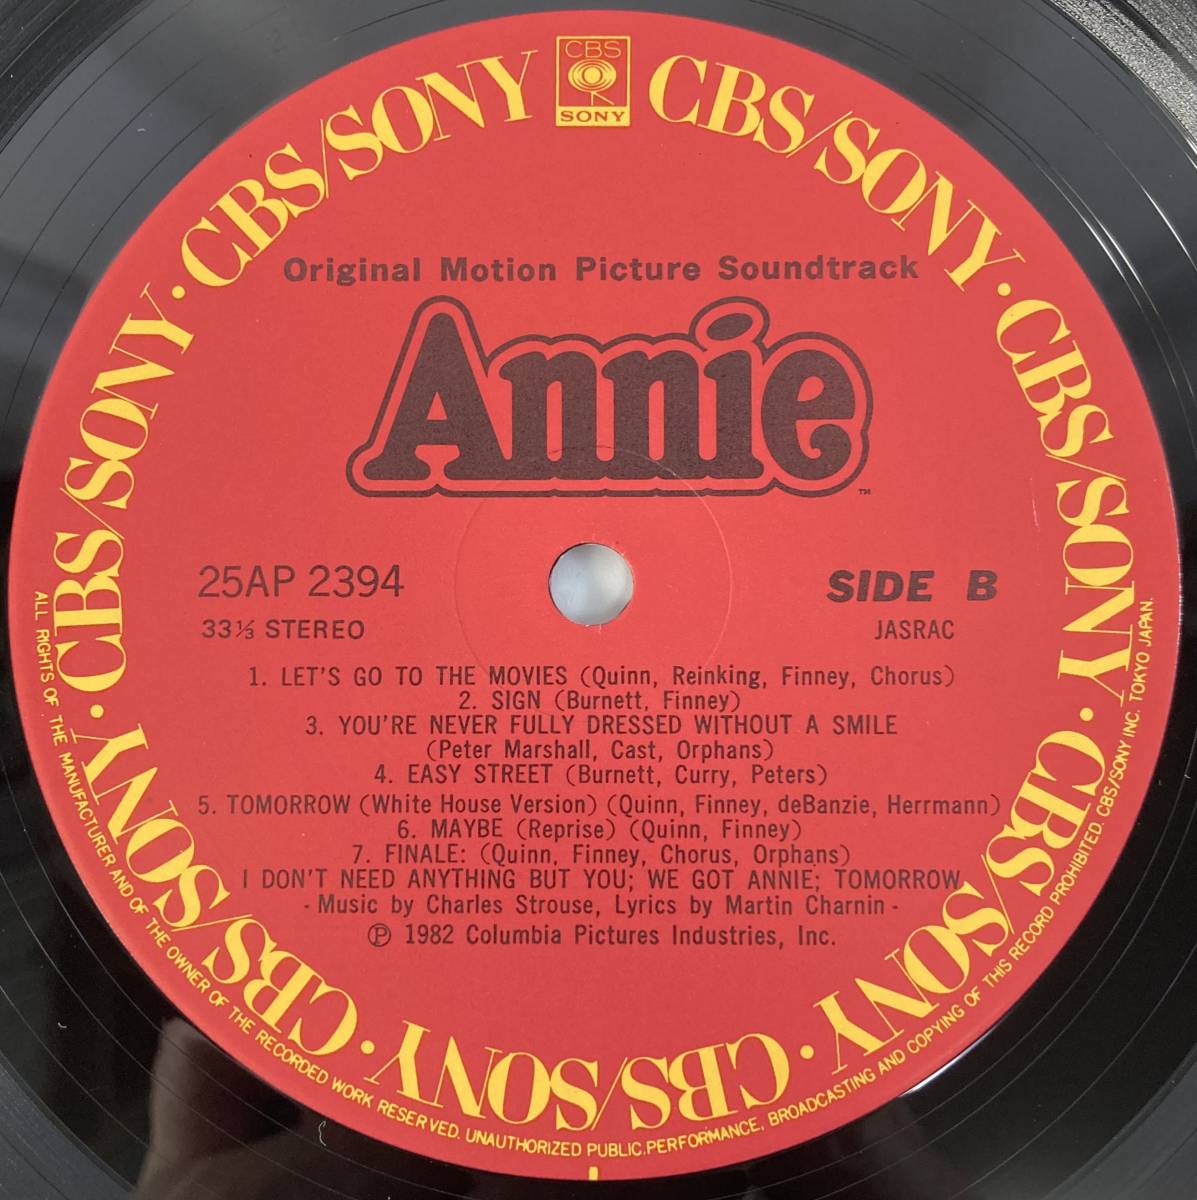 CBS
SONY
CBS/SONY · CBS/SONY · CBS/SONY · CBS/SONY · CBS/SONY · CBS/SONY · CBS/SONY · CBS/SONY
Original Motion Picture Soundtrack
Annie
™
25AP 2394
SIDE B
33⅓ STEREO
JASRAC
1. LET'S GO TO THE MOVIES (Quinn, Reinking, Finney, Chorus)
2. SIGN (Burnett, Finney)
3. YOU'RE NEVER FULLY DRESSED WITHOUT A SMILE
(Peter Marshall, Cast, Orphans)
4. EASY STREET (Burnett, Curry, Peters)
5. TOMORROW (White House Version) (Quinn, Finney, deBanzie, Herrmann)
6. MAYBE (Reprise) (Quinn, Finney)
7. FINALE: (Quinn, Finney, Chorus, Orphans)
I DON'T NEED ANYTHING BUT YOU; WE GOT ANNIE; TOMORROW
- Music by Charles Strouse, Lyrics by Martin Charnin -
Ⓟ 1982 Columbia Pictures Industries, Inc.
ALL RIGHTS OF THE MANUFACTURER AND OF THE OWNER OF THE RECORDED WORK RESERVED. UNAUTHORIZED PUBLIC PERFORMANCE, BROADCASTING AND COPYING OF THIS RECORD PROHIBITED. CBS/SONY INC. TOKYO JAPAN.